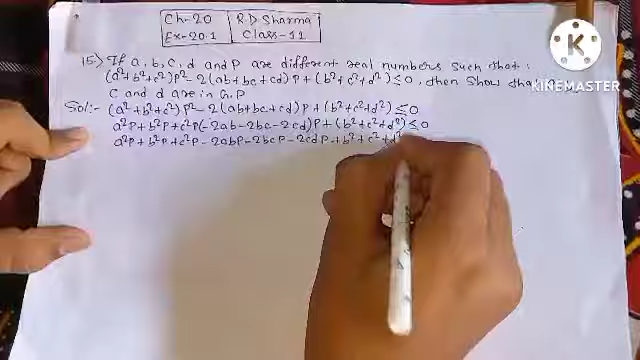 Ch-20 R.D Sharma
Ex-20.1 Class-11
15) If a, b, c, d and P are different real numbers such that:
(a²+b²+c²)P²-2(ab+bc+cd)P+(b²+c²+d²)≤0, then show that
C and d are in G.P
Sol:- (a²+b²+c²)P²-2(ab+bc+cd)P+(b²+c²+d²)≤0
a²P+b²P+c²P(-2ab-2bc-2cd)P+(b²+c²+d²)≤0
a²P+b²P+c²P-2abP-2bcP-2cdP+b²+c²+d²
K
KINEMASTER